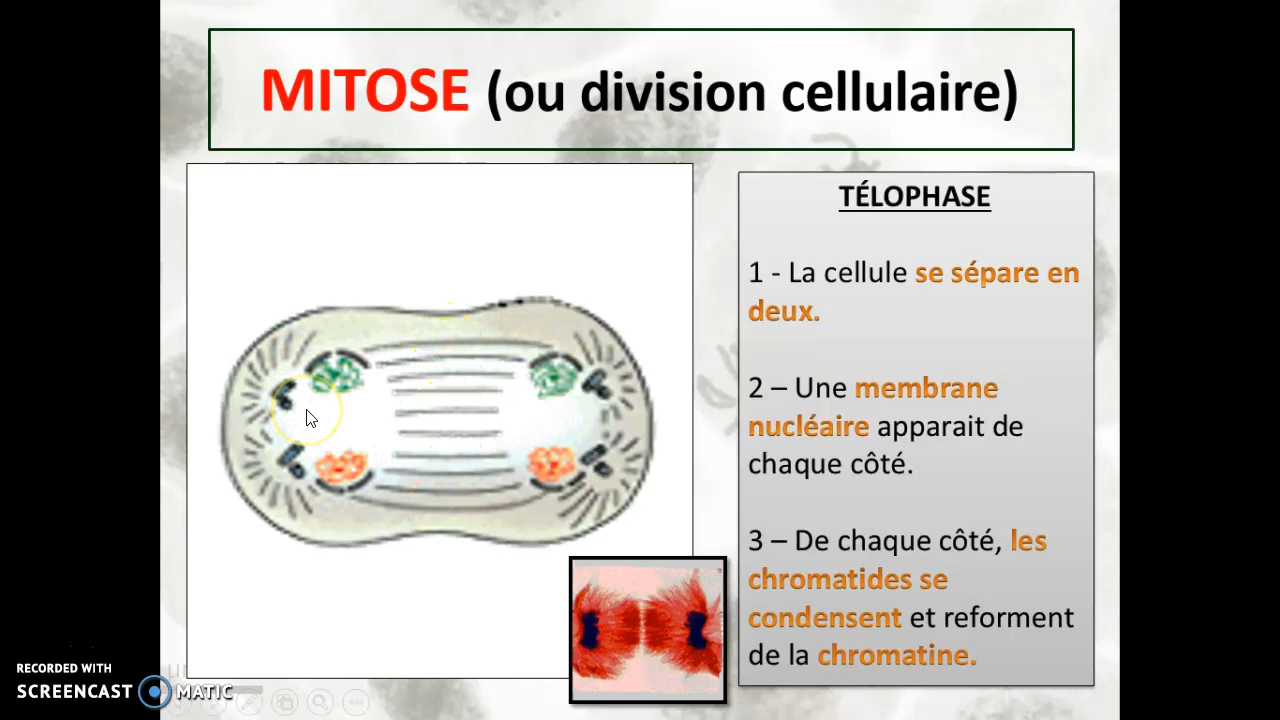 MITOSE (ou division cellulaire)
TÉLOPHASE
1 - La cellule se sépare en
deux.
2 – Une membrane
nucléaire apparait de
chaque côté.
3 – De chaque côté, les
chromatides se
condensent et reforment
de la chromatine.
RECORDED WITH
SCREENCAST MATIC